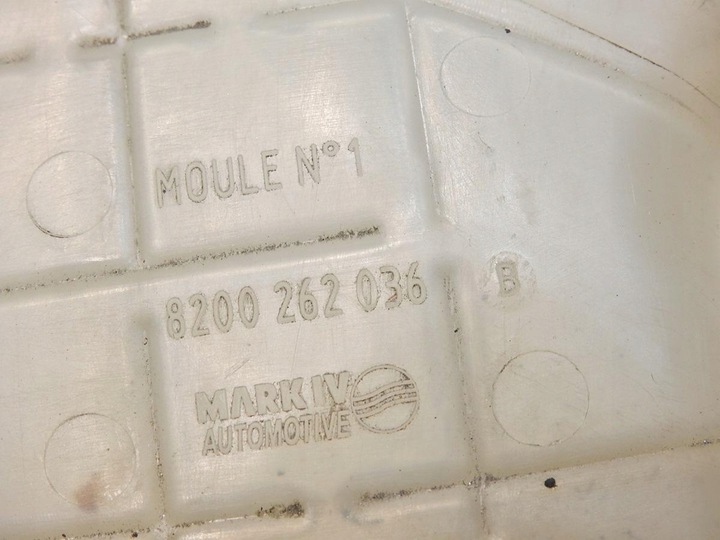 MOULE N°1
8200 262 036
B
MARK IV
AUTOMOTIVE